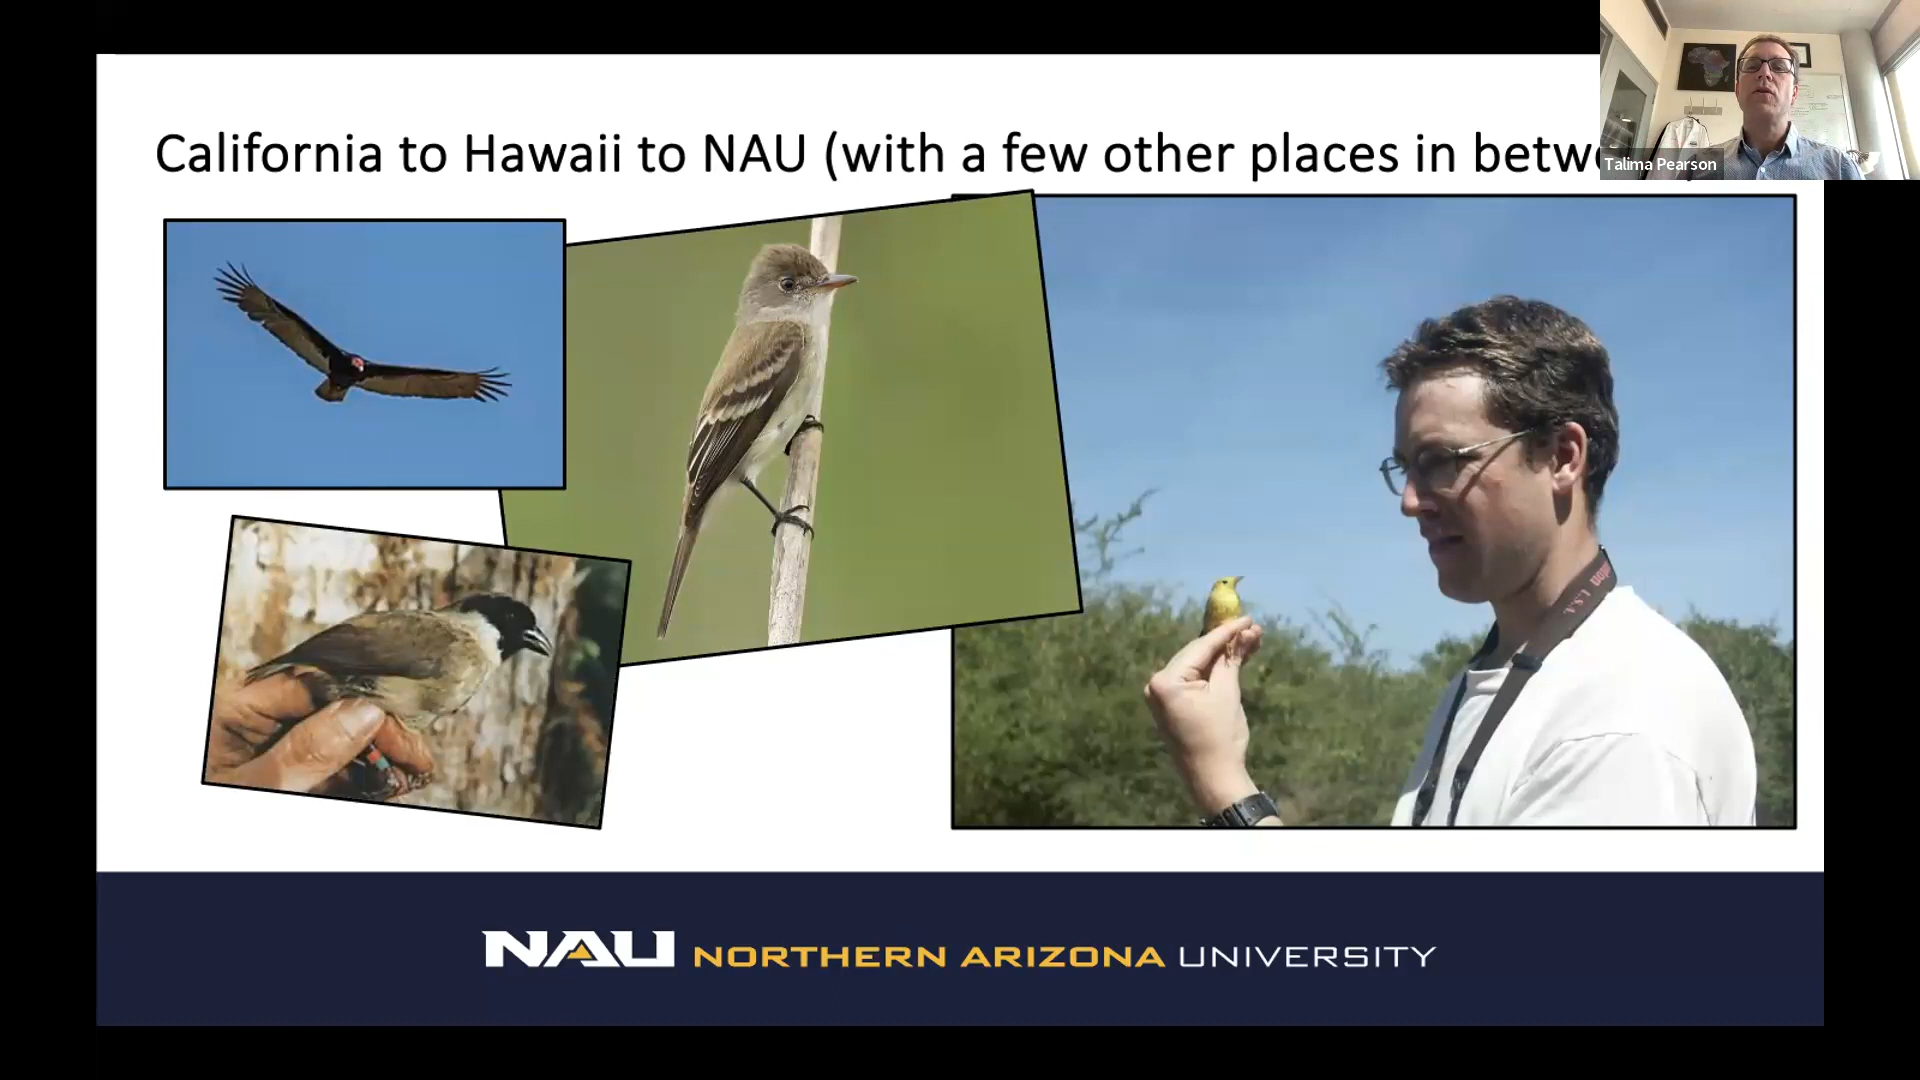 California to Hawaii to NAU (with a few other places in betw
Talima Pearson
U.S.A.
NAU NORTHERN ARIZONA UNIVERSITY